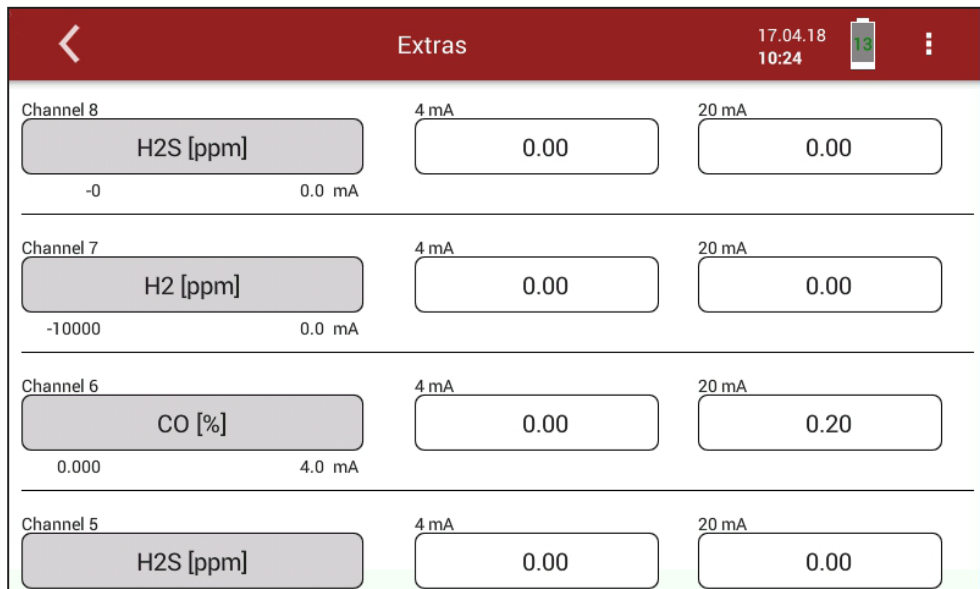 Extras
17.04.18
10:24
13
Channel 8 4 mA 20 mA
H2S [ppm] 0.00 0.00
-0 0.0 mA
Channel 7 4 mA 20 mA
H2 [ppm] 0.00 0.00
-10000 0.0 mA
Channel 6 4 mA 20 mA
CO [%] 0.00 0.20
0.000 4.0 mA
Channel 5 4 mA 20 mA
H2S [ppm] 0.00 0.00